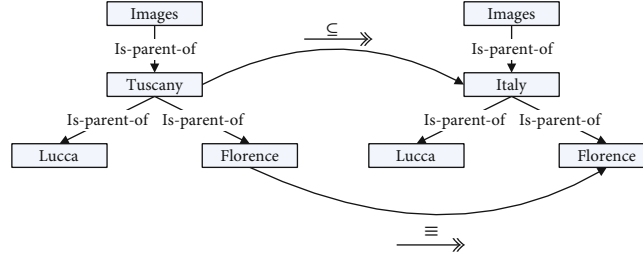 Images
Images
⊆
Is-parent-of
Is-parent-of
Tuscany
Italy
Is-parent-of
Is-parent-of
Is-parent-of
Is-parent-of
Lucca
Florence
Lucca
Florence
≡